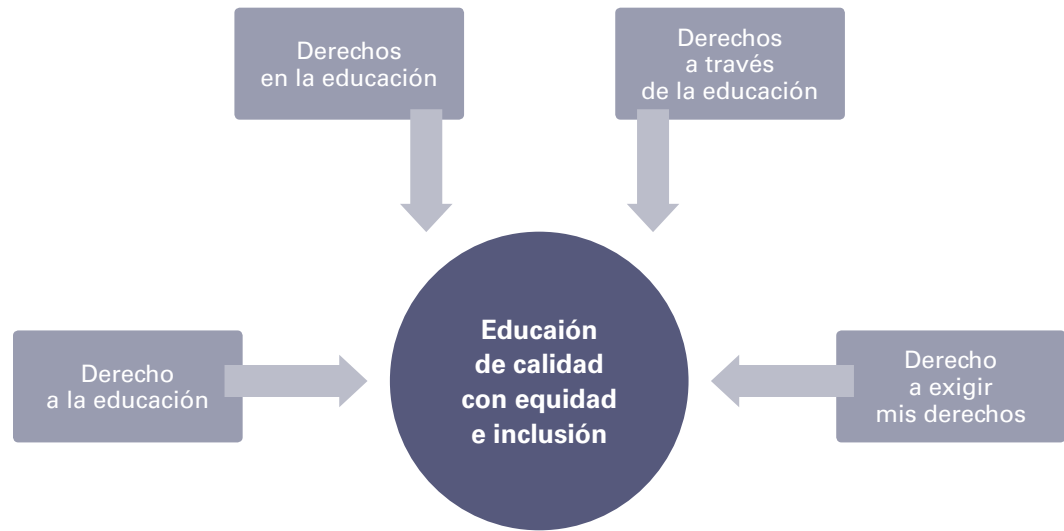 Derechos
en la educación
Derechos
a través
de la educación
Derecho
a la educación
Educaión
de calidad
con equidad
e inclusión
Derecho
a exigir
mis derechos